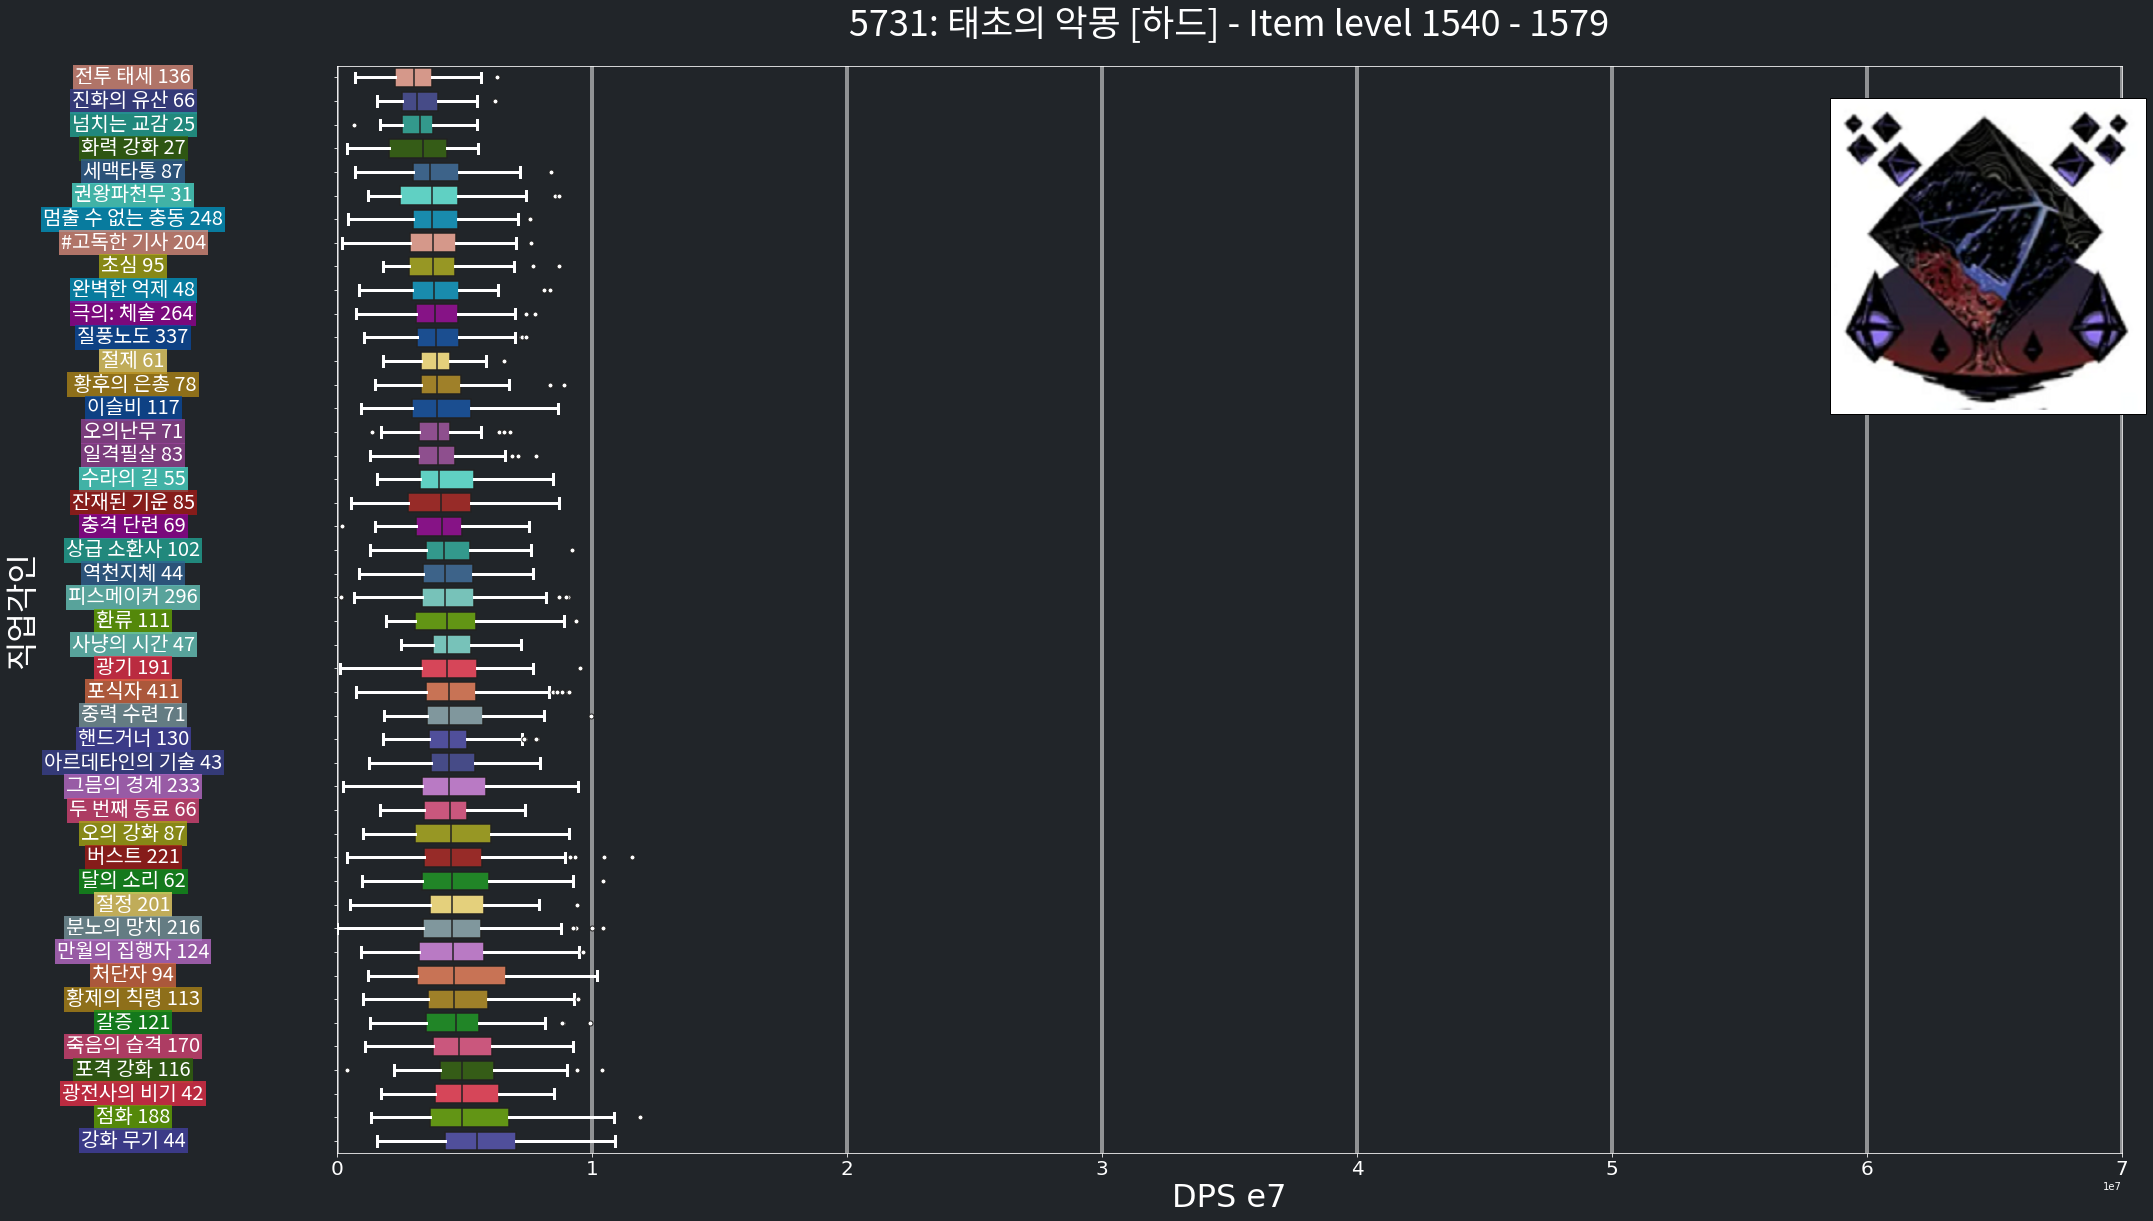 5731: 태초의 악몽 [하드] - Item level 1540 - 1579
전투 태세 136
진화의 유산 66
넘치는 교감 25
화력 강화 27
세맥타통 87
권왕파천무 31
멈출 수 없는 충동 248
#고독한 기사 204
초심 95
완벽한 억제 48
극의: 체술 264
질풍노도 337
절제 61
황후의 은총 78
이슬비 117
오의난무 71
일격필살 83
수라의 길 55
잔재된 기운 85
충격 단련 69
상급 소환사 102
역천지체 44
피스메이커 296
환류 111
사냥의 시간 47
광기 191
포식자 411
중력 수련 71
핸드거너 130
아르데타인의 기술 43
그믐의 경계 233
두 번째 동료 66
오의 강화 87
버스트 221
달의 소리 62
절정 201
분노의 망치 216
만월의 집행자 124
처단자 94
황제의 칙령 113
갈증 121
죽음의 습격 170
포격 강화 116
광전사의 비기 42
점화 188
강화 무기 44
직업각인
0 1 2 3 4 5 6 7
1e7
DPS e7